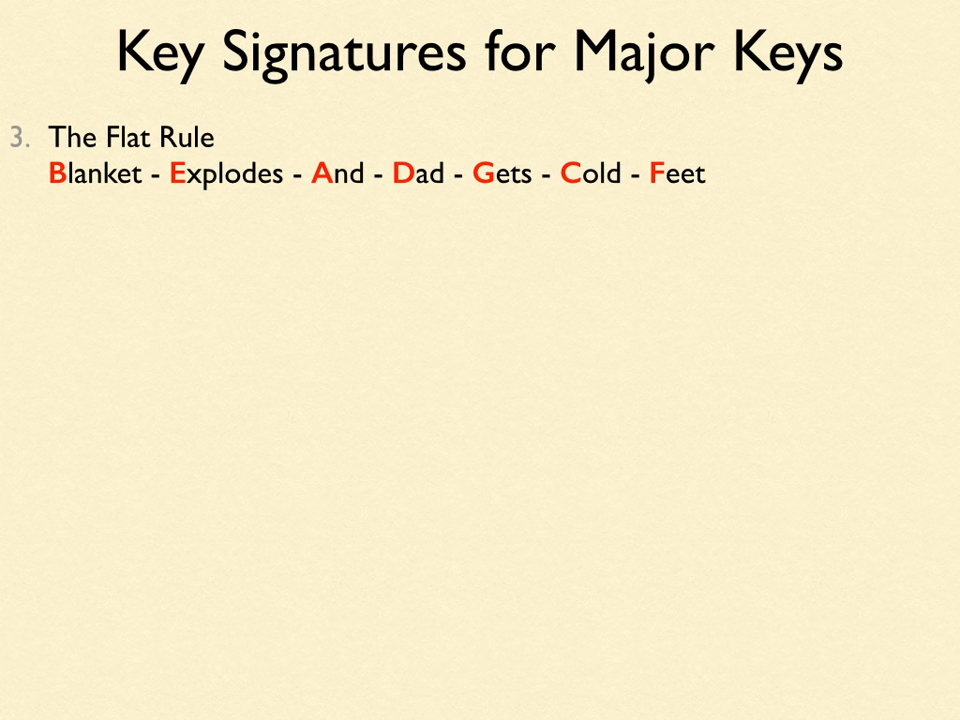 Key Signatures for Major Keys
3. The Flat Rule
Blanket - Explodes - And - Dad - Gets - Cold - Feet